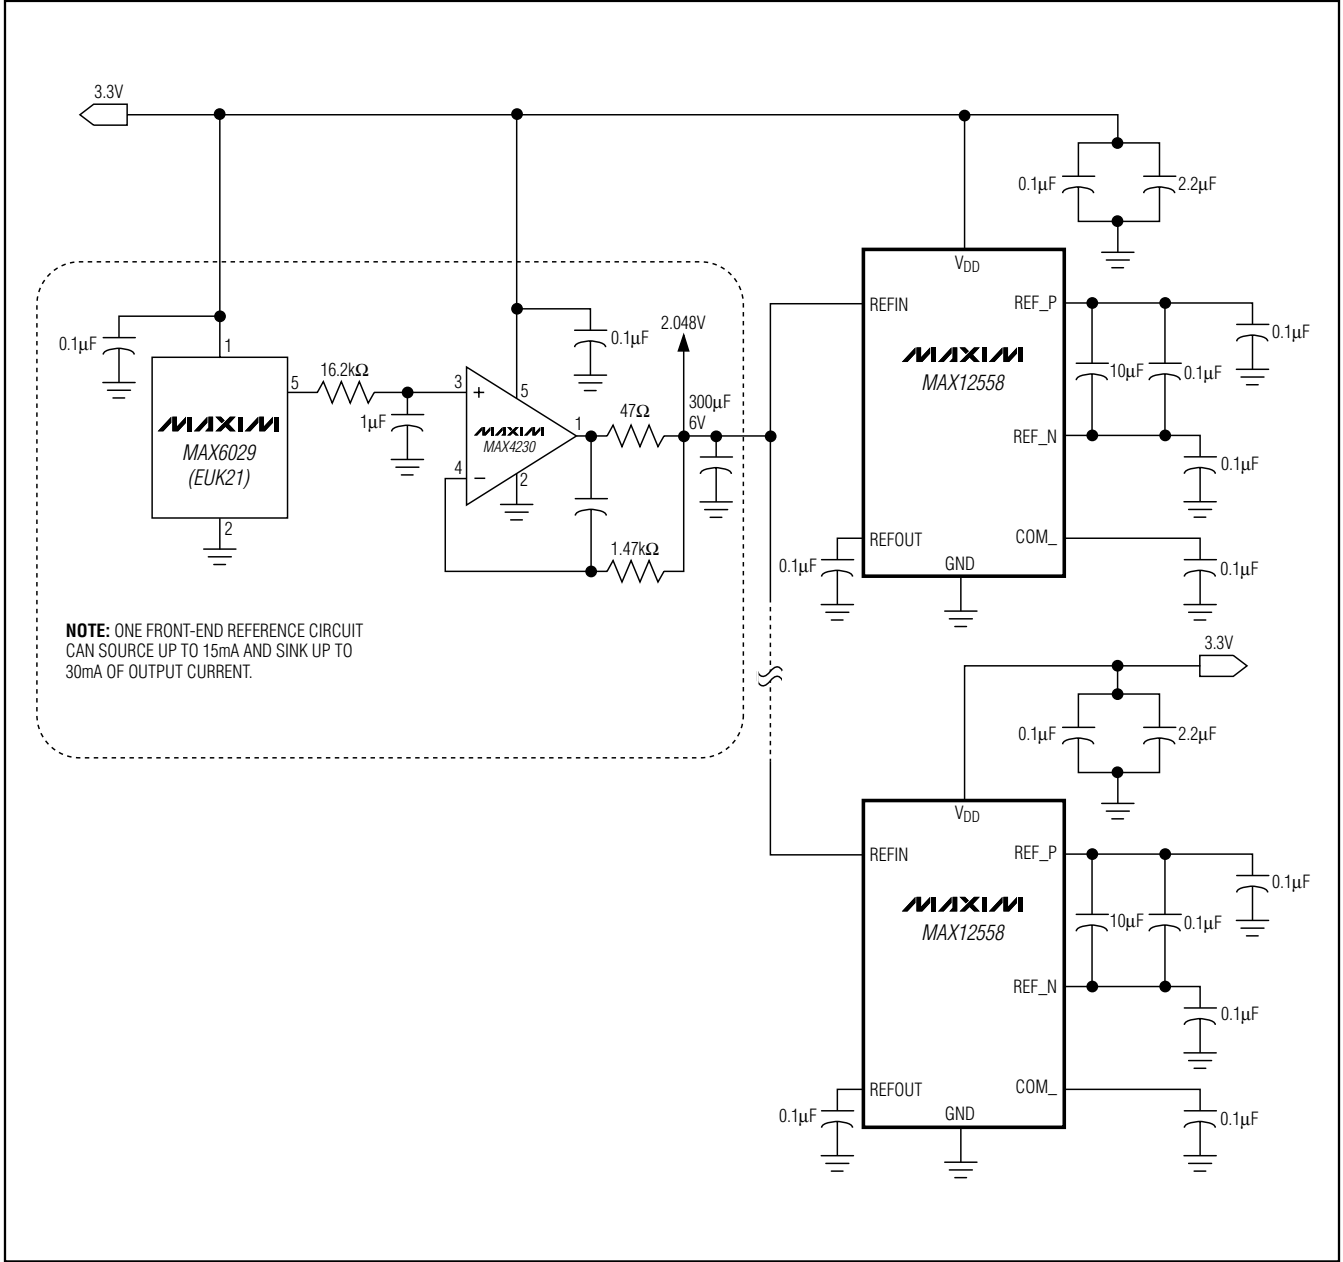 3.3V
0.1µF
2.2µF
VDD
REFIN
REF_P
0.1µF
MAXIM
MAX12558
10µF
0.1µF
REF_N
0.1µF
REFOUT
COM_
0.1µF
GND
0.1µF
0.1µF
1
MAXIM
MAX6029
(EUK21)
5
2
16.2kΩ
1µF
3
+
5
0.1µF
MAXIM
MAX4230
4
−
2
1
47Ω
2.048V
300µF
6V
1.47kΩ
NOTE: ONE FRONT-END REFERENCE CIRCUIT
CAN SOURCE UP TO 15mA AND SINK UP TO
30mA OF OUTPUT CURRENT.
3.3V
0.1µF
2.2µF
VDD
REFIN
REF_P
0.1µF
MAXIM
MAX12558
10µF
0.1µF
REF_N
0.1µF
REFOUT
COM_
0.1µF
GND
0.1µF